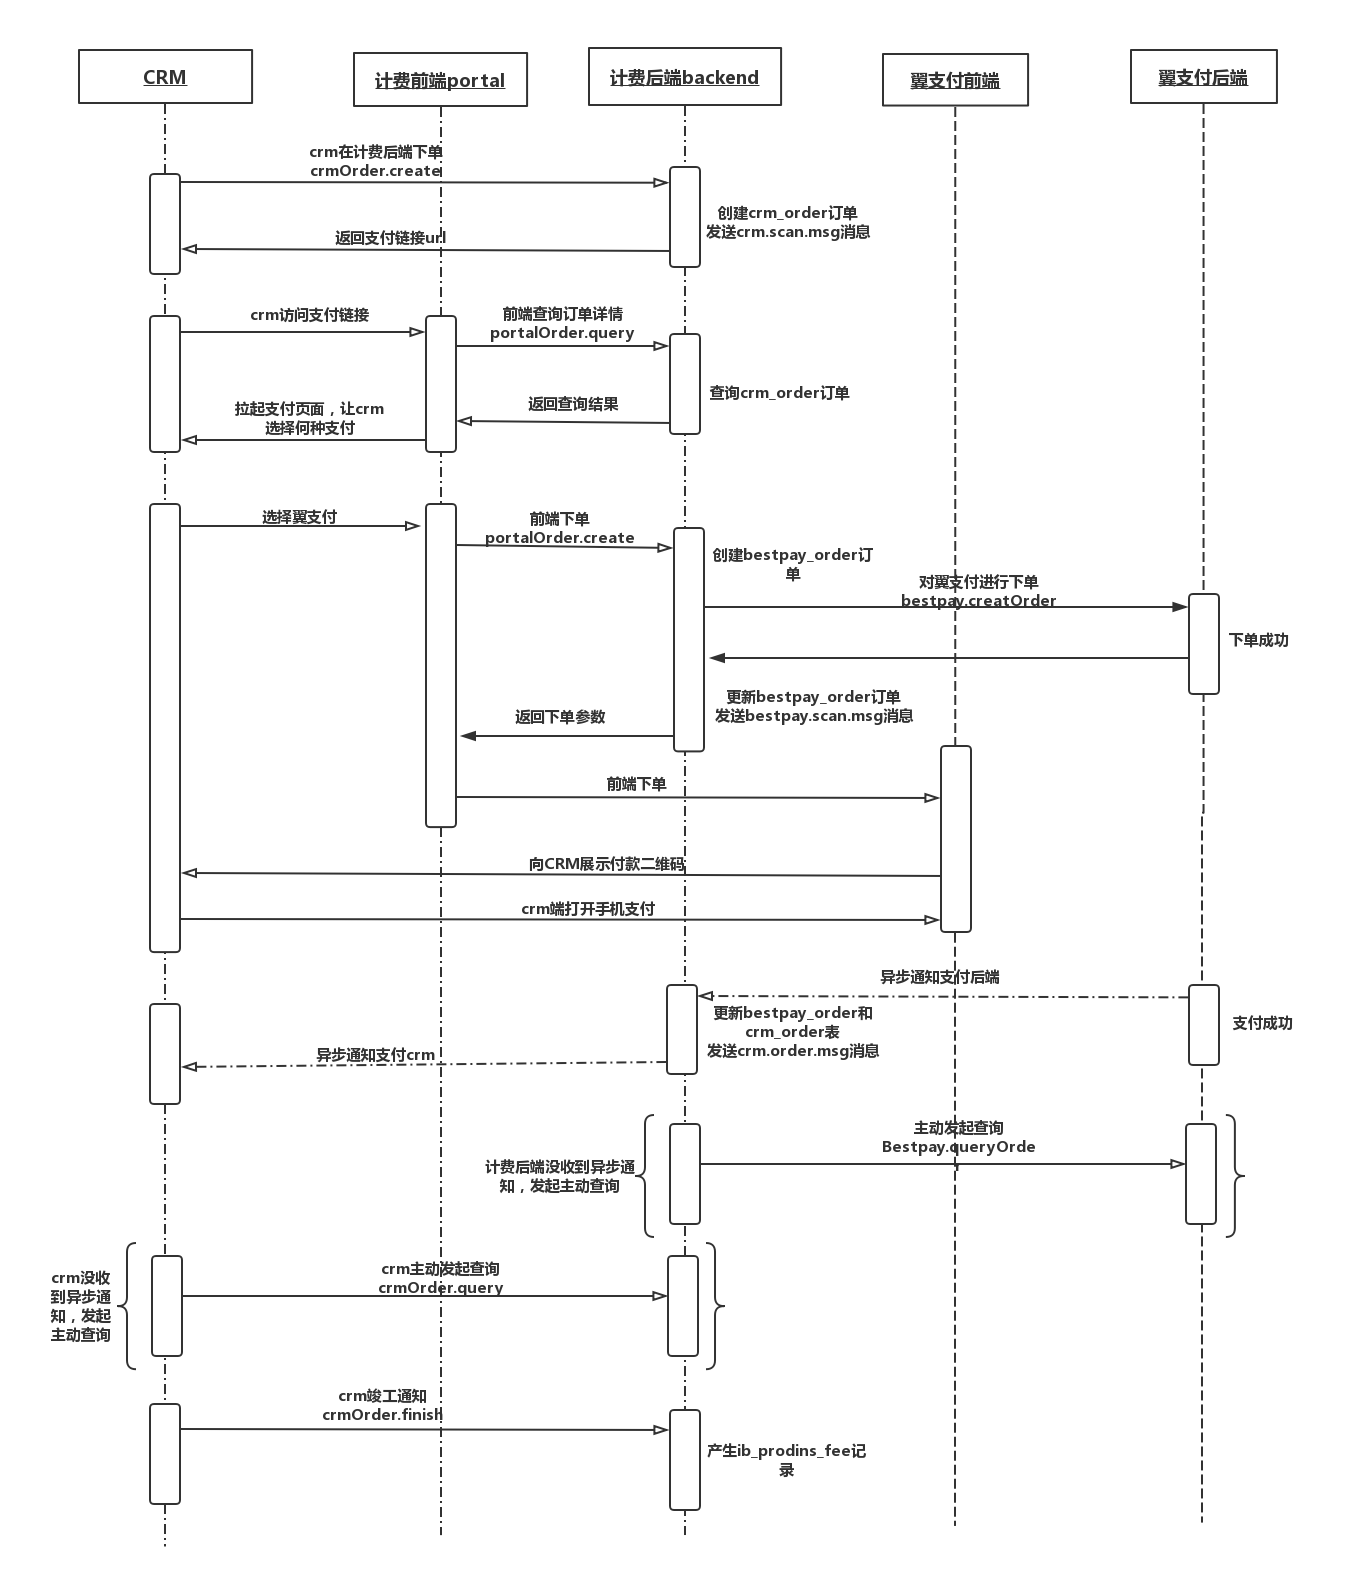 CRM
计费前端portal
计费后端backend
翼支付前端
翼支付后端
crm在计费后端下单
crmOrder.create
创建crm_order订单
发送crm.scan.msg消息
返回支付链接url
crm访问支付链接
前端查询订单详情
portalOrder.query
查询crm_order订单
返回查询结果
拉起支付页面，让crm
选择何种支付
选择翼支付
前端下单
portalOrder.create
创建bestpay_order订
单
对翼支付进行下单
bestpay.creatOrder
下单成功
更新bestpay_order订单
发送bestpay.scan.msg消息
返回下单参数
前端下单
向CRM展示付款二维码
crm端打开手机支付
异步通知支付后端
更新bestpay_order和
crm_order表
发送crm.order.msg消息
支付成功
异步通知支付crm
主动发起查询
Bestpay.queryOrde
r
计费后端没收到异步通
知，发起主动查询
crm主动发起查询
crmOrder.query
crm没收
到异步通
知，发起
主动查询
crm竣工通知
crmOrder.finish
产生ib_prodins_fee记
录